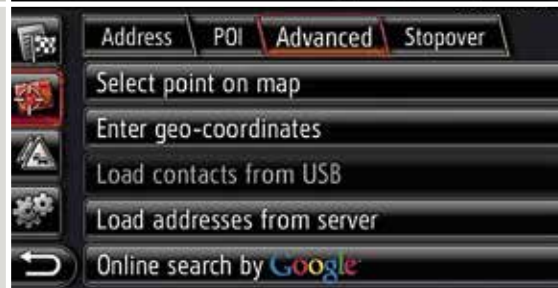 Address POI Advanced Stopover
Select point on map
Enter geo-coordinates
Load contacts from USB
Load addresses from server
Online search by Google